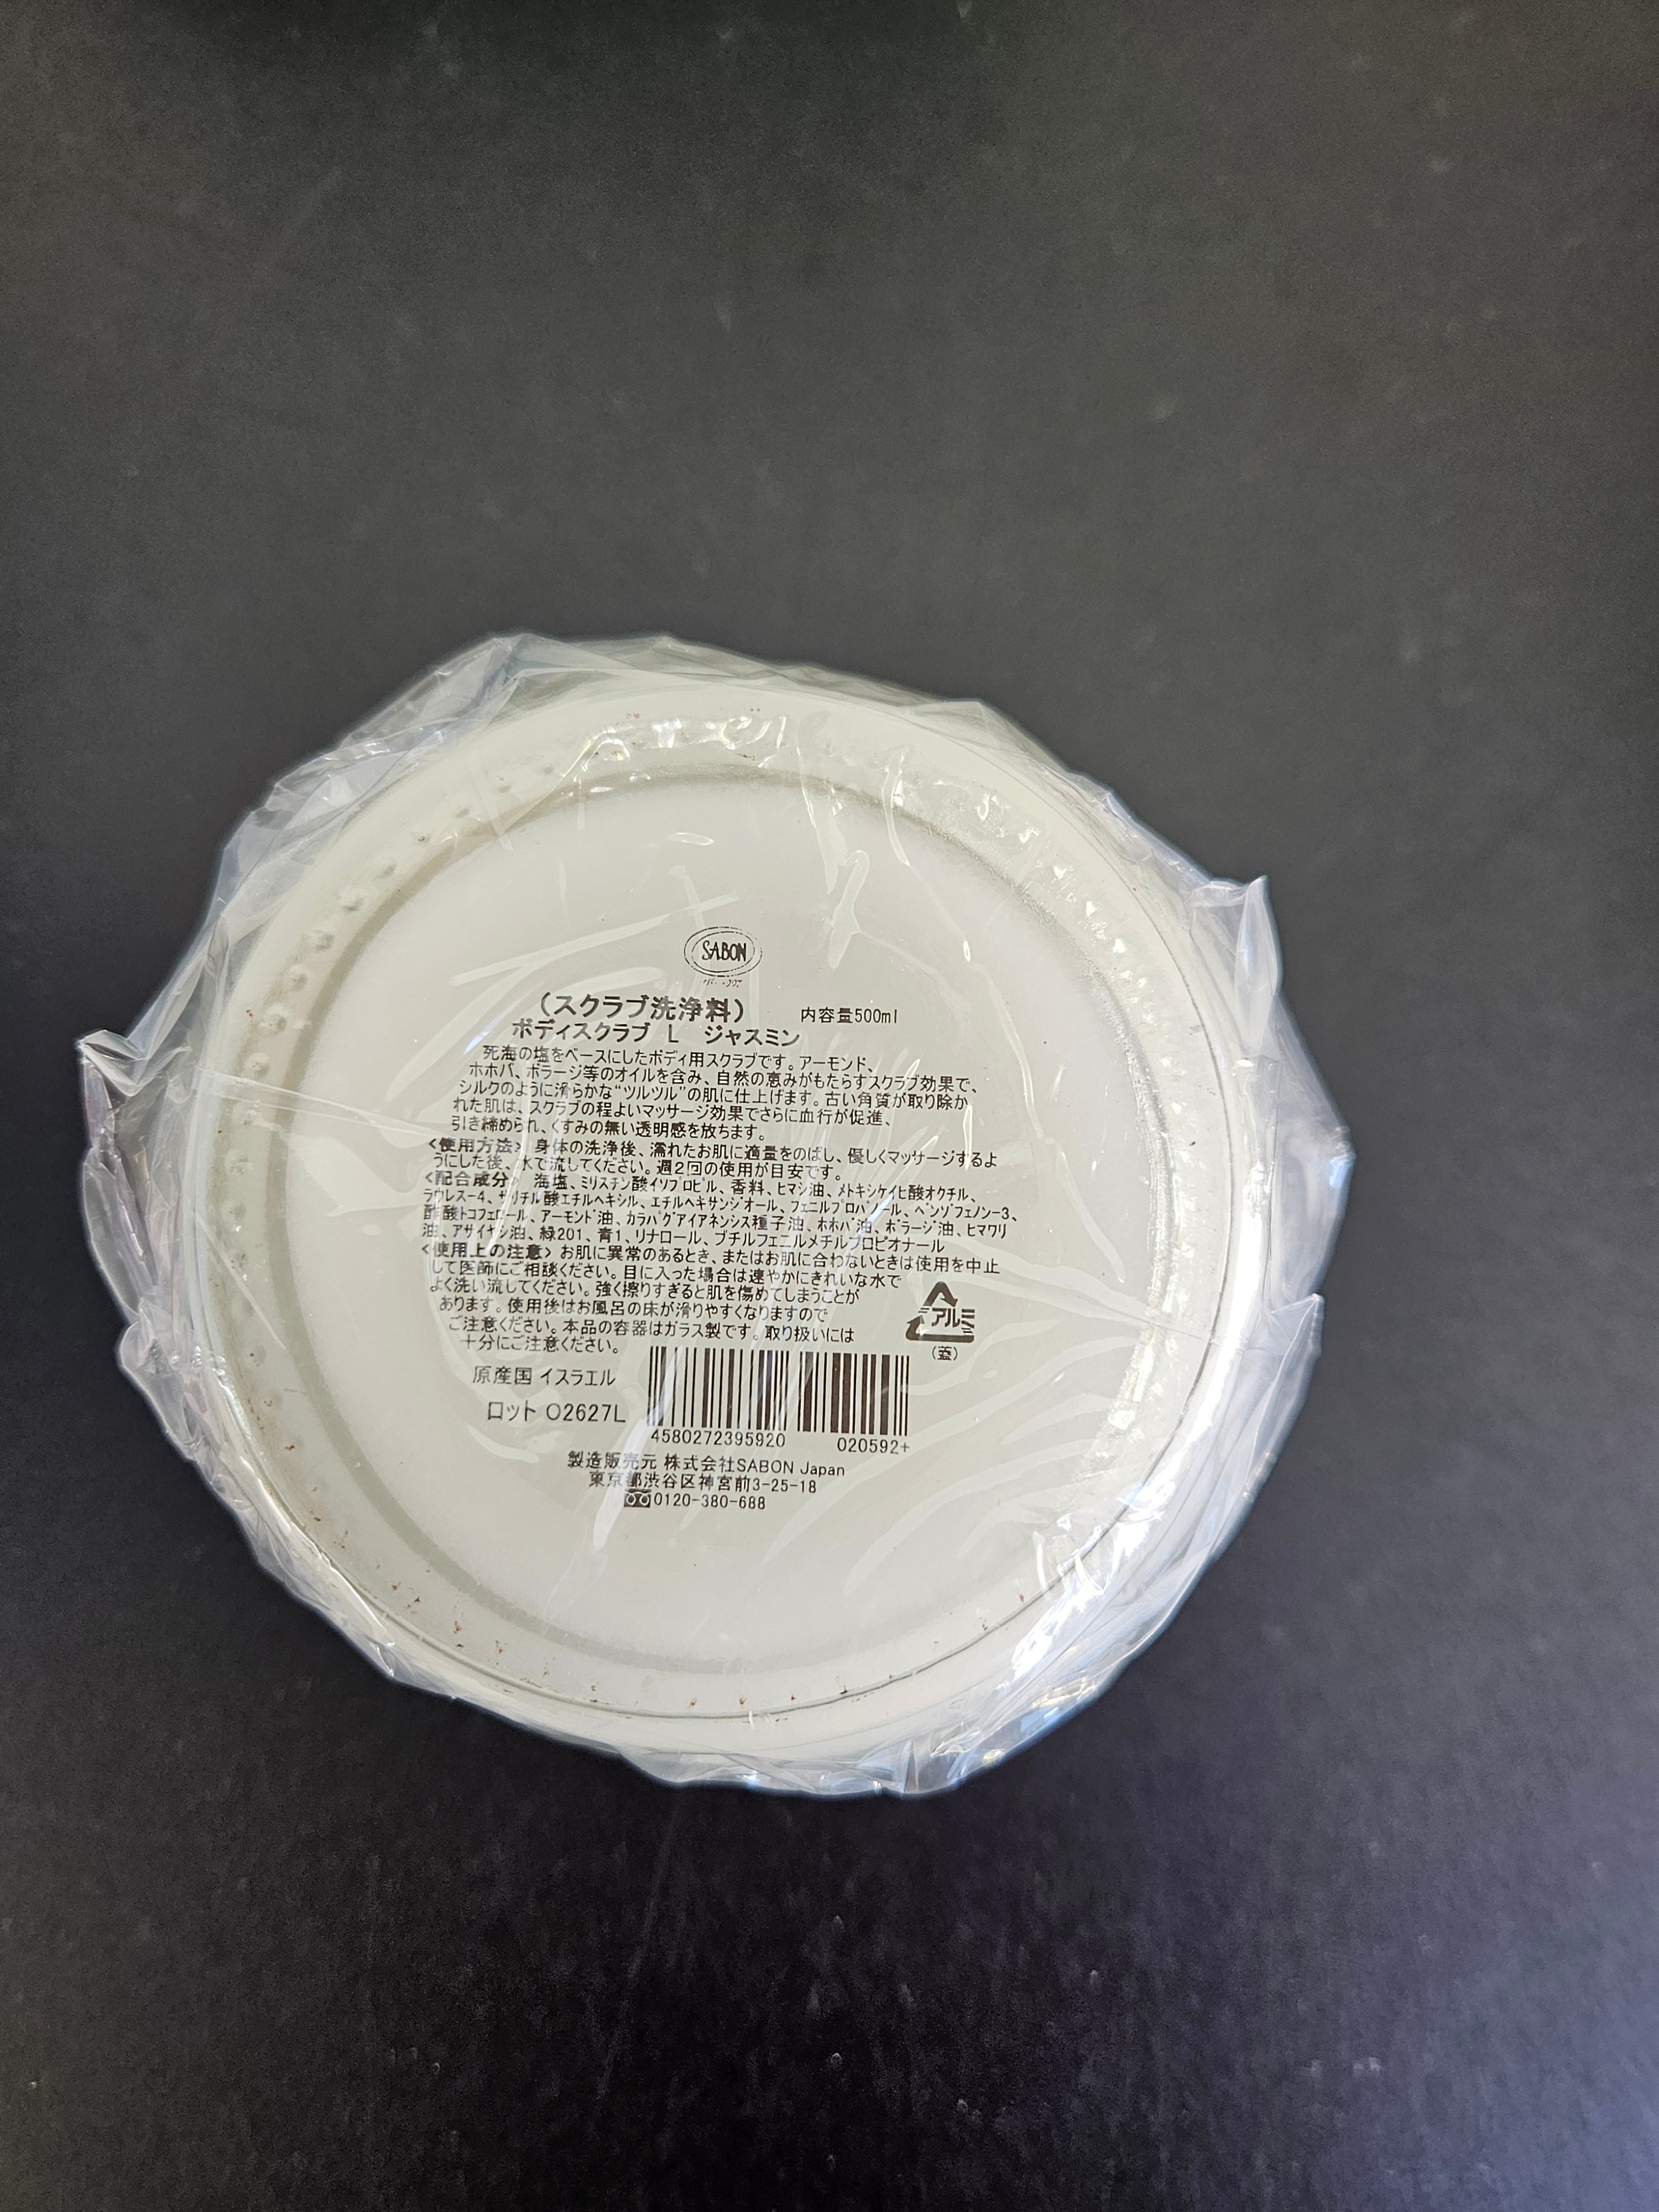 SABON
（スクラブ洗浄料） 内容量500ml
ボディスクラブ L ジャスミン
死海の塩をベースにしたボディ用スクラブです。アーモンド、
ホホバ、ボラージ等のオイルを含み、自然の恵みがもたらすスクラブ効果で、
シルクのように滑らかな“ツルツル”の肌に仕上げます。古い角質が取り除か
れた肌は、スクラブの程よいマッサージ効果でさらに血行が促進、
引き締められ、くすみの無い透明感を放ちます。
<使用方法> 身体の洗浄後、濡れたお肌に適量をのばし、優しくマッサージするよ
うにした後、水で流してください。週2回の使用が目安です。
<配合成分> 海塩、ミリスチン酸イソプロピル、香料、ヒマシ油、メトキシケイヒ酸オクチル、
ラウレス-4、サリチル酸エチルヘキシル、エチルヘキサンジオール、フェニルプロパノール、ベンゾフェノン-3、
酢酸トコフェロール、アーモンド油、カラパグアイアネンシス種子油、ホホバ油、ボラージ油、ヒマワリ
油、アサイヤシ油、緑201、青1、リナロール、ブチルフェニルメチルプロピオナール
<使用上の注意> お肌に異常のあるとき、またはお肌に合わないときは使用を中止
して医師にご相談ください。目に入った場合は速やかにきれいな水で
よく洗い流してください。強く擦りすぎると肌を傷めてしまうことが
あります。使用後はお風呂の床が滑りやすくなりますので
ご注意ください。本品の容器はガラス製です。取り扱いには
十分にご注意ください。
アルミ
(蓋)
原産国 イスラエル
ロット O2627L
4580272395920 020592+
製造販売元 株式会社SABON Japan
東京都渋谷区神宮前3-25-18
0120-380-688